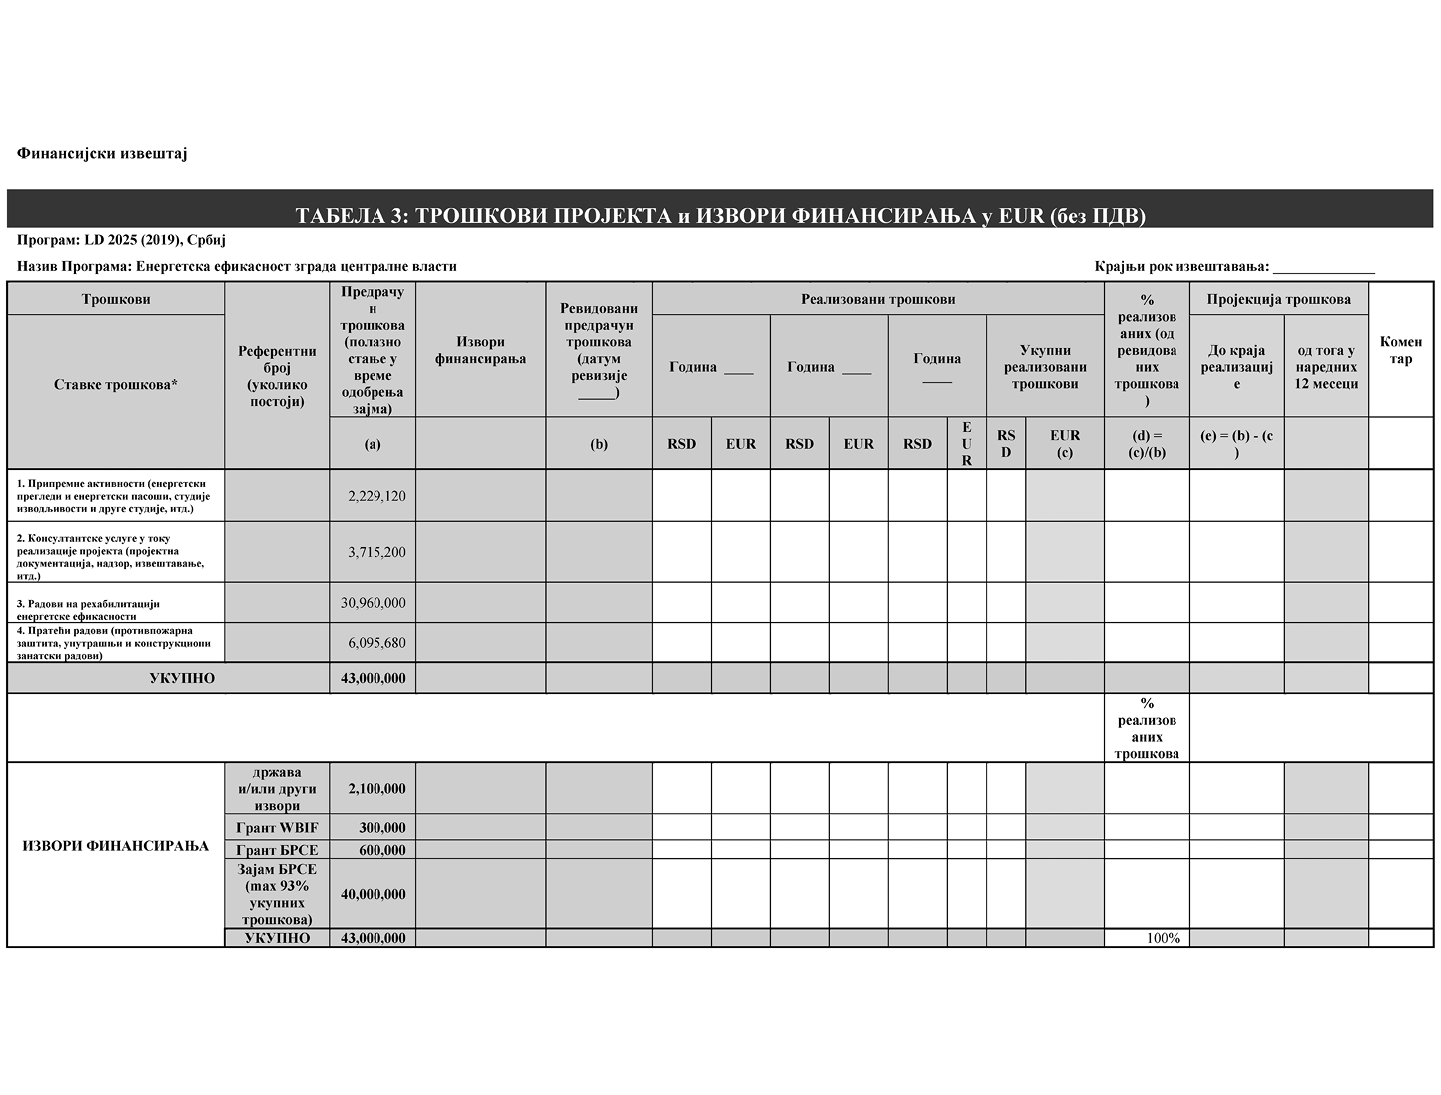 Финансијски извештај
ТАБЕЛА 3: ТРОШКОВИ ПРОЈЕКТА и ИЗВОРИ ФИНАНСИРАЊА у EUR (без ПДВ)
Програм: LD 2025 (2019), Србиј
Назив Програма: Енергетска ефикасност зграда централне власти
Крајњи рок извештавања: _______________
Трошкови
Ставке трошкова*
Референтни
број
(уколико
постоји)
Предрачу
н
трошкова
(полазно
стање у
време
одобрења
зајма)
Извори
финансирања
Ревидовани
предрачун
трошкова
(датум
ревизије
_____)
Реализовани трошкови
Година ____
Година ____
Година
____
Укупни
реализовани
трошкови
%
реализов
аних (од
ревидова
них
трошкова
)
Пројекција трошкова
До краја
реализациј
е
од тога у
наредних
12 месеци
Комен
тар
(a)
(b)
RSD
EUR
RSD
EUR
RSD
E
U
R
RS
D
EUR
(c)
(d) =
(c)/(b)
(e) = (b) - (c
)
1. Припремне активности (енергетски
прегледи и енергетски пасоши, студије
изводљивости и друге студије, итд.)
2,229,120
2. Консултантске услуге у току
реализације пројекта (пројектна
документација, надзор, извештавање,
итд.)
3,715,200
3. Радови на рехабилитацији
енергетске ефикасности
30,960,000
4. Пратећи радови (противпожарна
заштита, унутрашњи и конструкциони
занатски радови)
6,095,680
УКУПНО
43,000,000
%
реализов
аних
трошкова
ИЗВОРИ ФИНАНСИРАЊА
држава
и/или други
извори
2,100,000
Грант WBIF
300,000
Грант БРСЕ
600,000
Зајам БРСЕ
(max 93%
укупних
трошкова)
40,000,000
УКУПНО
43,000,000
100%